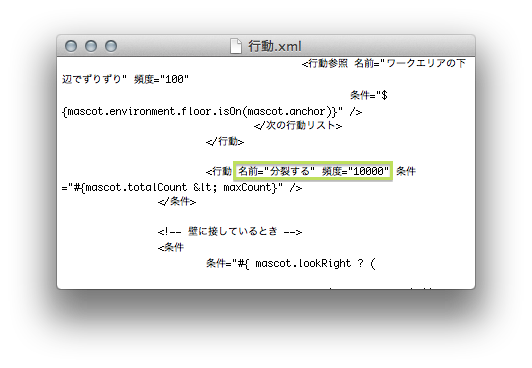 行動.xml
<行動参照 名前="ワークエリアの下
辺でずりずり" 頻度="100"
条件="$
{mascot.environment.floor.isOn(mascot.anchor)}" />
</次の行動リスト>
</行動>
<行動 名前="分裂する" 頻度="10000" 条件
="#{mascot.totalCount &lt; maxCount}" />
</条件>
<!-- 壁に接しているとき -->
<条件
条件="#{ mascot.lookRight ? (